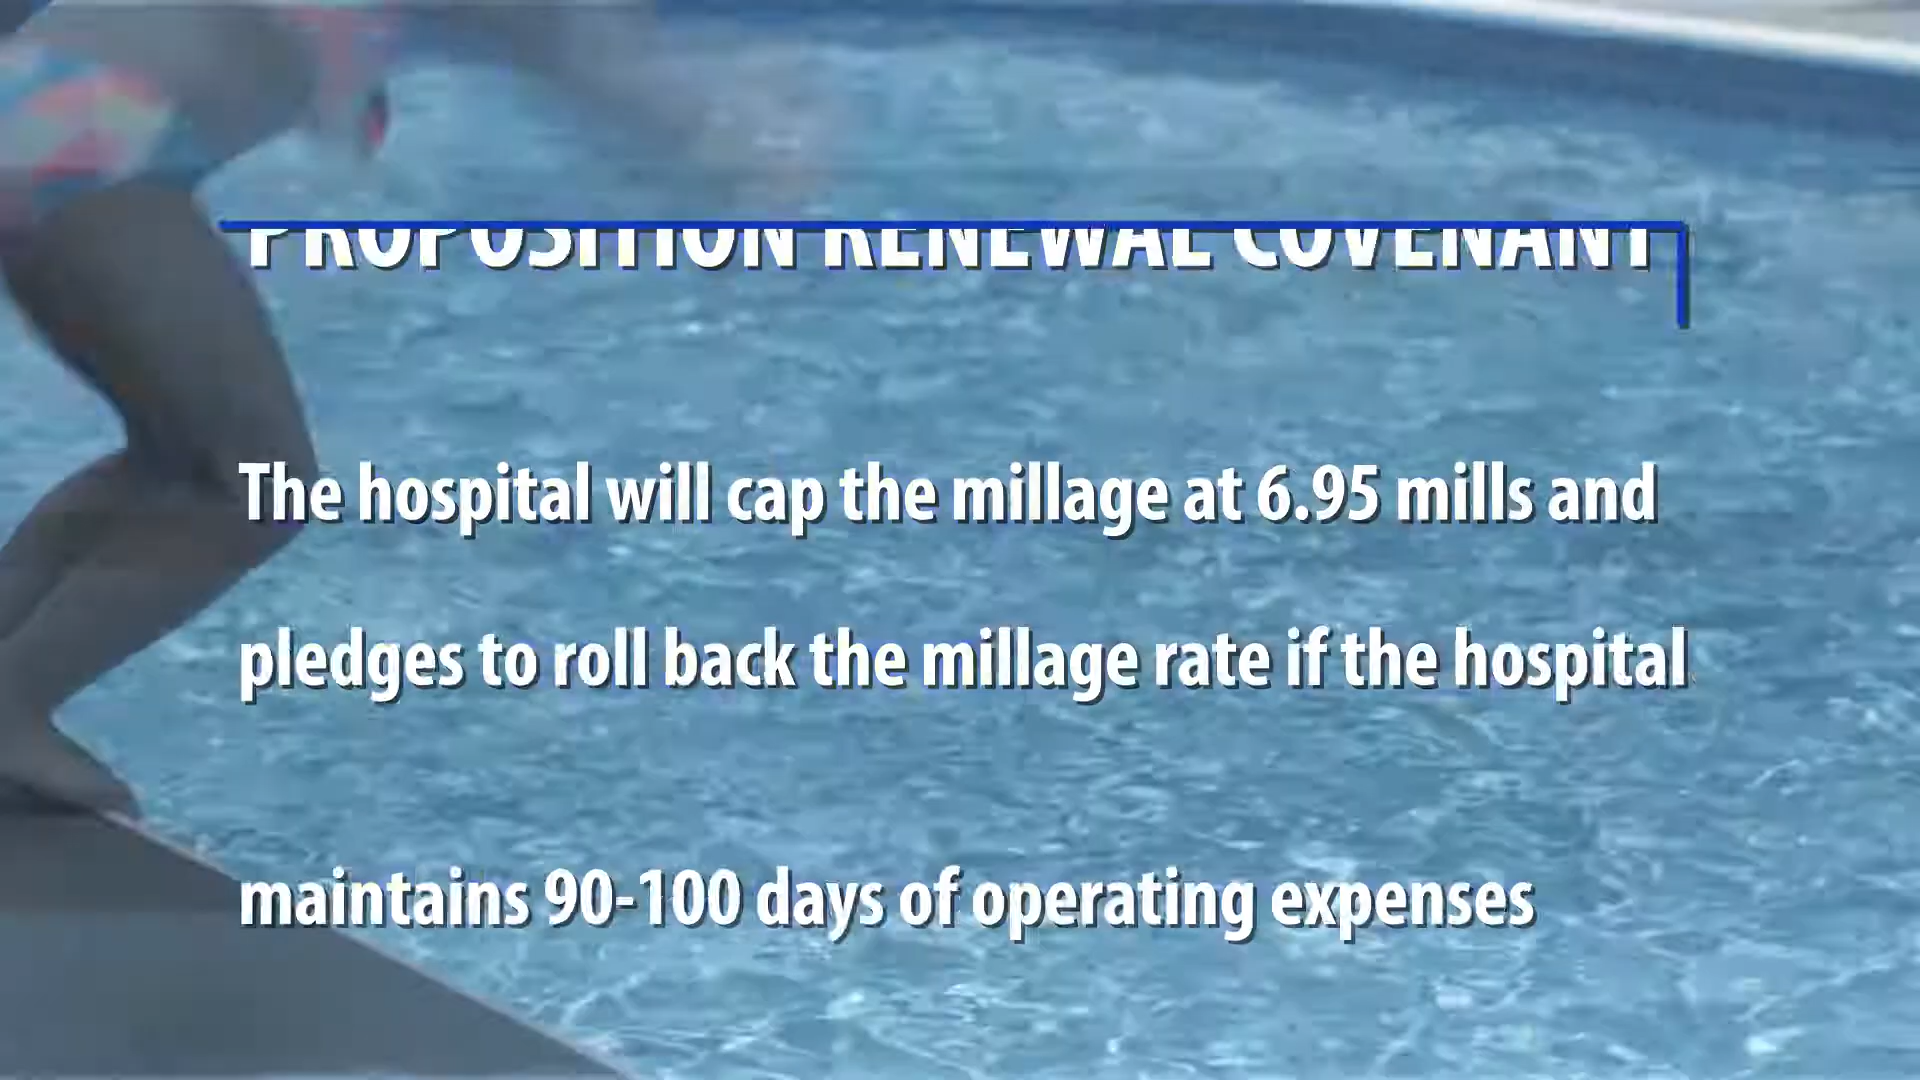 PROPOSITION RENEWAL COVENANT
The hospital will cap the millage at 6.95 mills and
pledges to roll back the millage rate if the hospital
maintains 90-100 days of operating expenses